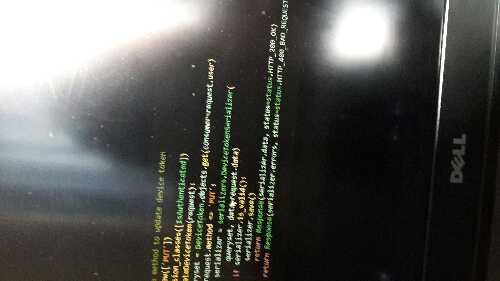 method to update device token
ew(['PUT'])
sion_classes([IsAuthenticated])
ateDeviceToken(request):
ryset = DeviceToken.objects.get(consumer=request.user)
request.method == 'PUT':
serializer = serializers.DeviceTokenSerializer(
queryset, data=request.data)
if serializer.is_valid():
serializer.save()
return Response(serializer.data, status=status.HTTP_200_OK)
return Response(serializer.errors, status=status.HTTP_400_BAD_REQUEST
DELL